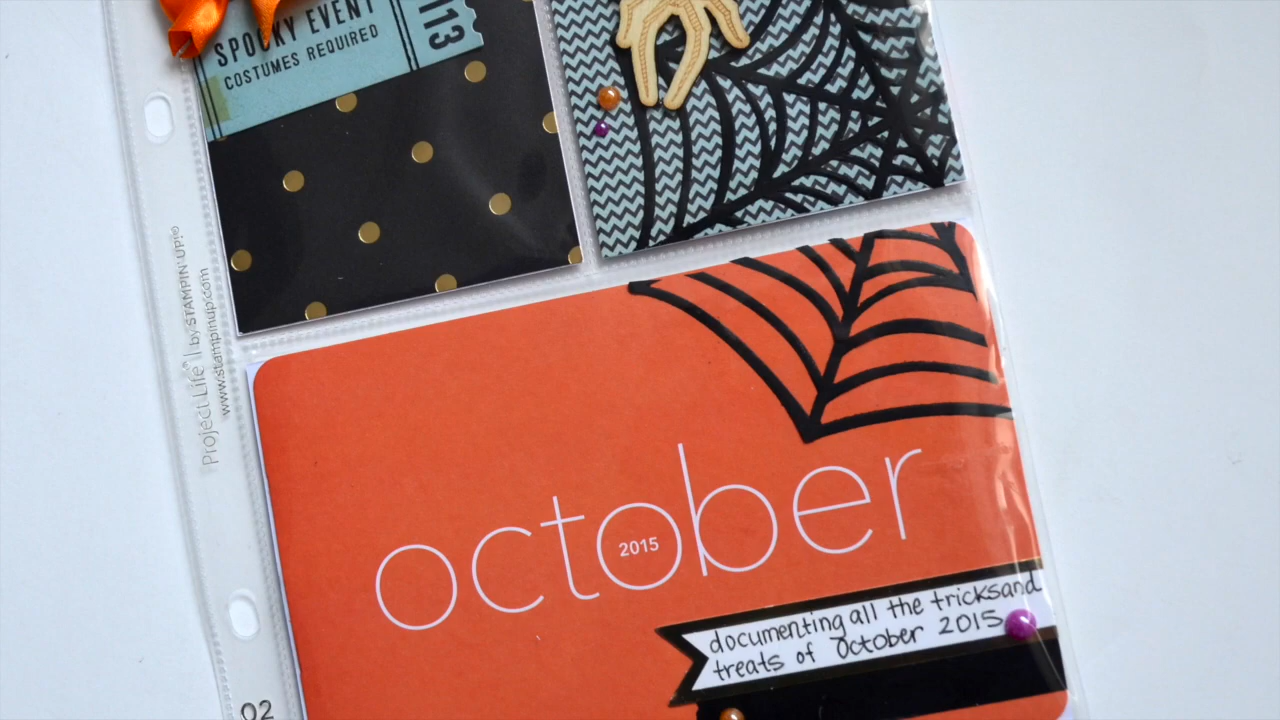 SPOOKY EVENT
COSTUMES REQUIRED
113
Project Life™ | by STAMPIN' UP!®
www.stampinup.com
october
2015
documenting all the tricksand
treats of October 2015
02